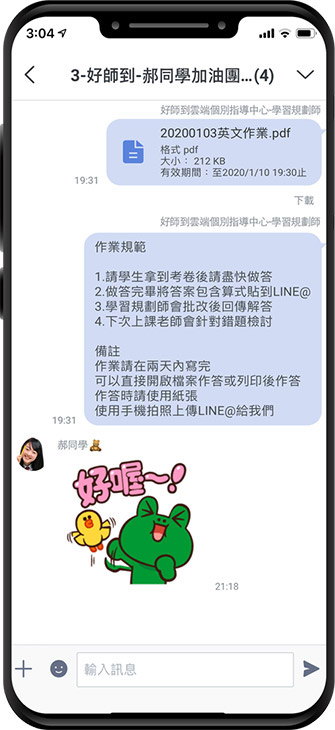 3:04
3-好師到-郝同學加油團...(4)
好師到雲端個別指導中心-學習規劃師
20200103英文作業.pdf
格式 pdf
大小： 212 KB
有效期間：至2020/1/10 19:30止
19:31
下載
好師到雲端個別指導中心-學習規劃師
作業規範
1.請學生拿到考卷後請盡快做答
2.做答完畢將答案包含算式貼到LINE@
3.學習規劃師會批改後回傳解答
4.下次上課老師會針對錯題檢討
備註
作業請在兩天內寫完
可以直接開啟檔案作答或列印後作答
作答時請使用紙張
使用手機拍照上傳LINE@給我們
19:31
郝同學
好喔~!
21:18
輸入訊息